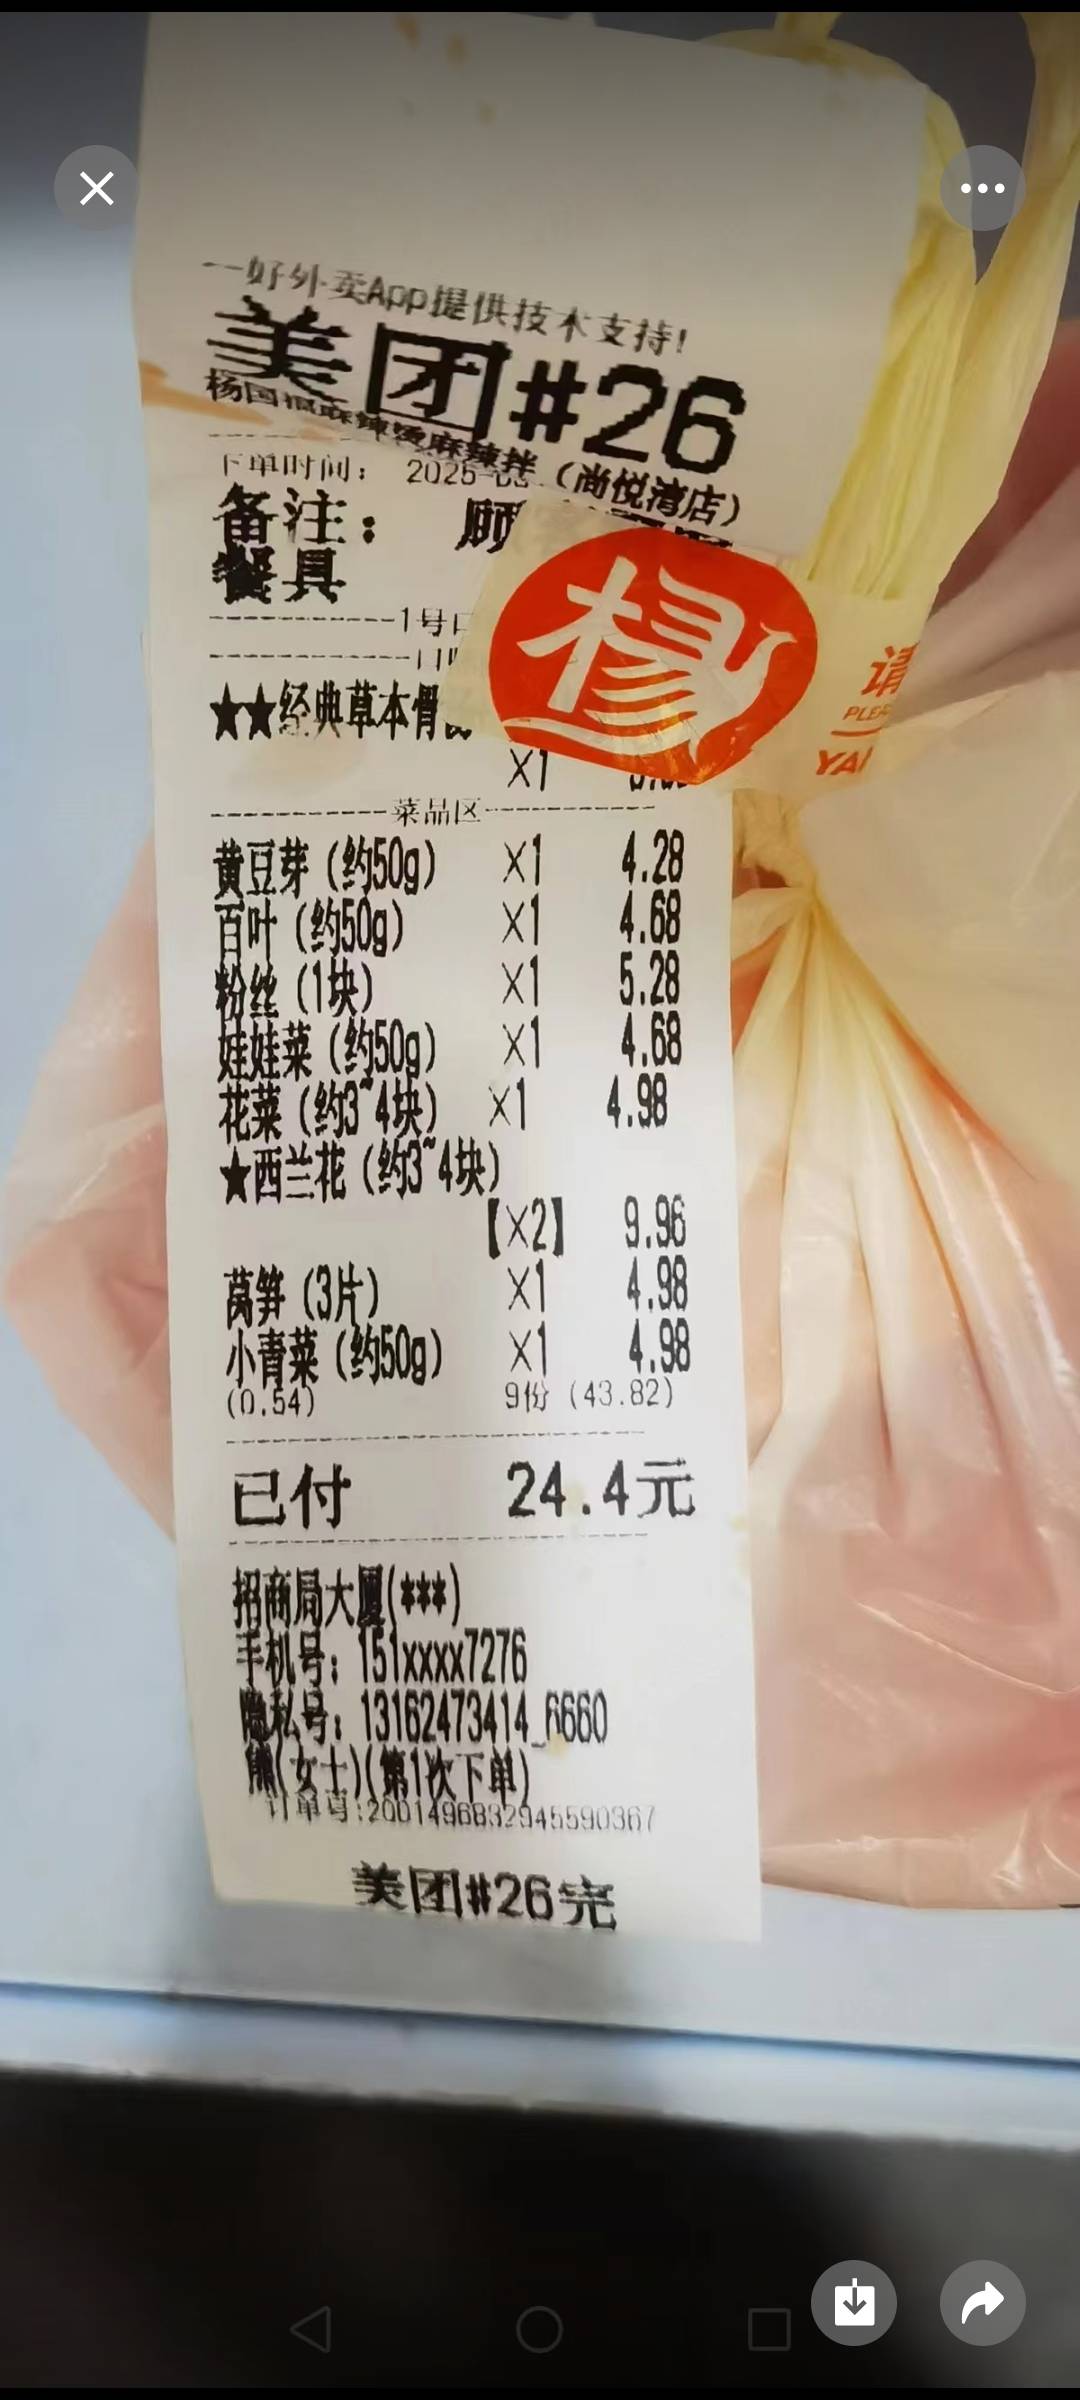 一好外卖App提供技术支持!
美团#26
杨国福麻辣烫麻辣拌（尚悦湾店）
下单时间： 2025-03
备注： 顾
餐具
1号口
★★经典草本骨
X1
菜品区
黄豆芽（约50g） X1 4.28
百叶（约50g） X1 4.68
粉丝（1块） X1 5.28
娃娃菜（约50g） X1 4.68
花菜（约3~4块） X1 4.98
★西兰花（约3~4块）
【X2】 9.96
莴笋（3片） X1 4.98
小青菜（约50g） X1 4.98
(0.54) 9份 (43.82)
已付 24.4元
招商局大厦(***)
手机号：151xxxx7276
隐私号：13162473414_6660
熊(女士)(第1次下单)
订单号:2001496832945590367
美团#26完
杨
请
PLE
YA